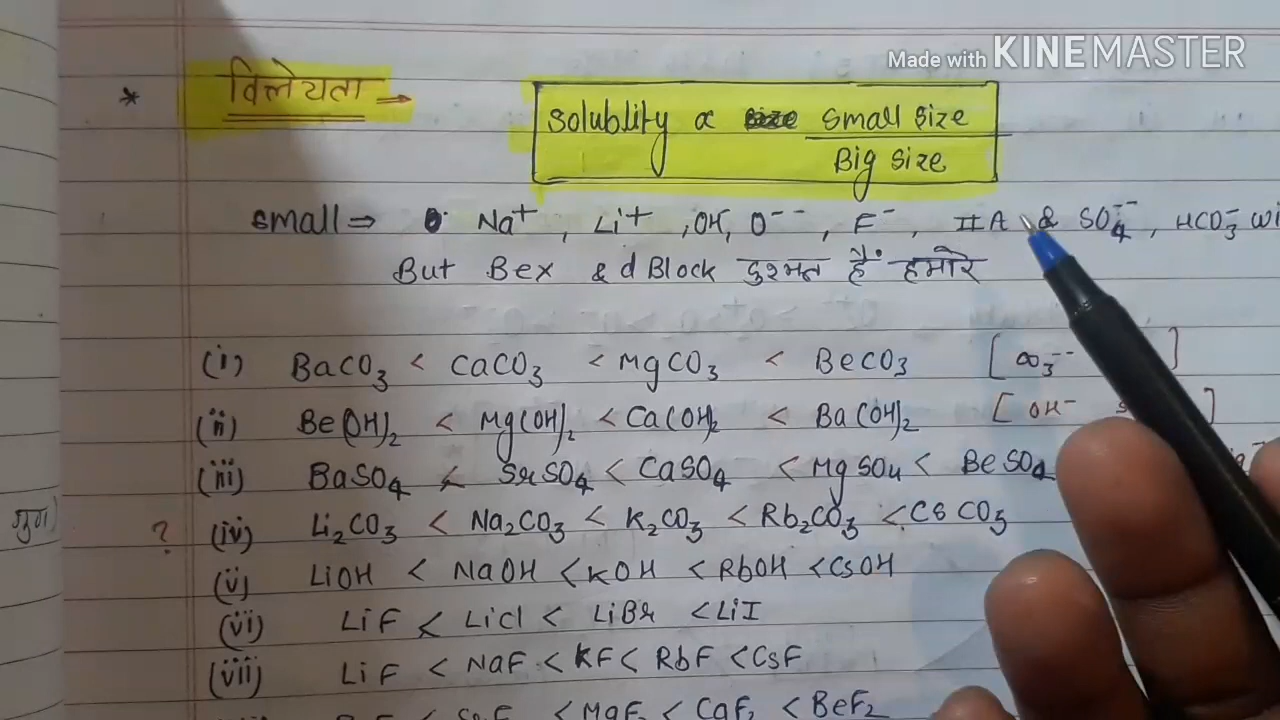 Made with KINEMASTER
* विलेयता → Solublity ∝ Small size / Big size
Small ⇒ Na⁺, Li⁺, OH⁻, O⁻⁻, F⁻, IIA & SO₄⁻⁻, HCO₃⁻
But Bex & d Block दुश्मन हैं हमारे
(i) BaCO₃ < CaCO₃ < MgCO₃ < BeCO₃ [CO₃⁻⁻ ]
(ii) Be(OH)₂ < Mg(OH)₂ < Ca(OH)₂ < Ba(OH)₂ [OH⁻ ]
(iii) BaSO₄ < SrSO₄ < CaSO₄ < MgSO₄ < BeSO₄
? (iv) Li₂CO₃ < Na₂CO₃ < K₂CO₃ < Rb₂CO₃ < CsCO₃
(v) LiOH < NaOH < KOH < RbOH < CsOH
(vi) LiF < LiCl < LiBr < LiI
(vii) LiF < NaF < KF < RbF < CsF
< MgF₂ < CaF₂ < BeF₂